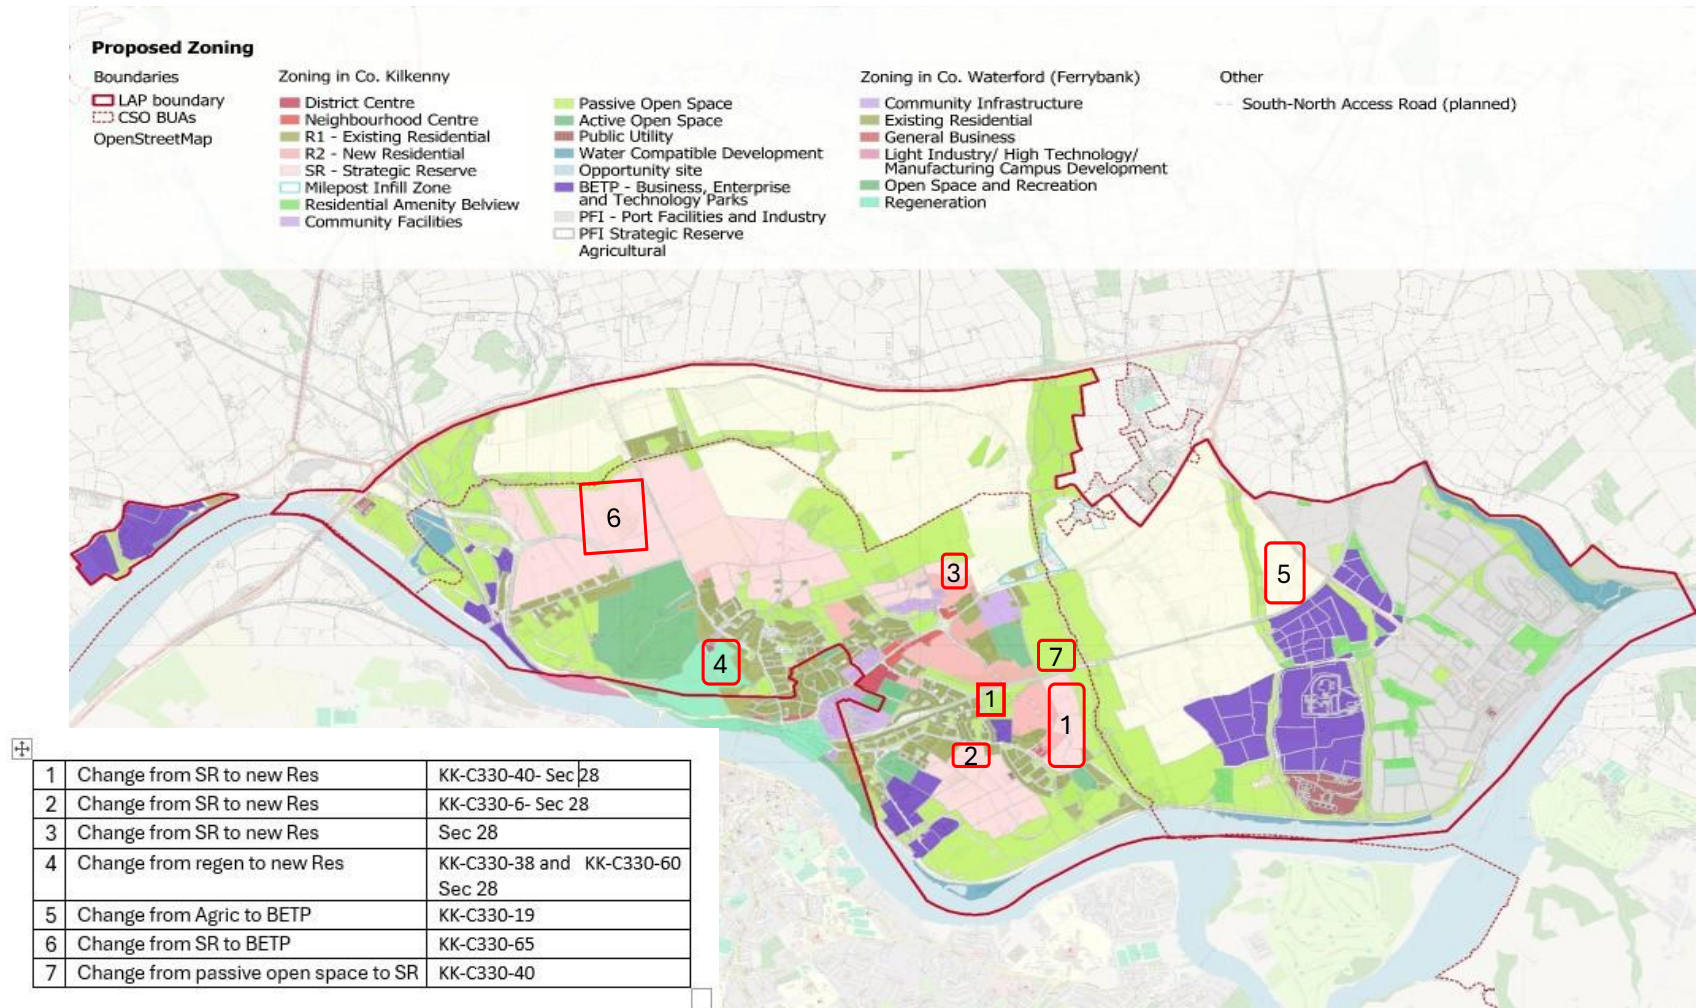 Proposed Zoning
Boundaries
LAP boundary
CSO BUAs
OpenStreetMap
Zoning in Co. Kilkenny
District Centre
Neighbourhood Centre
R1 - Existing Residential
R2 - New Residential
SR - Strategic Reserve
Milepost Infill Zone
Residential Amenity Belview
Community Facilities
Passive Open Space
Active Open Space
Public Utility
Water Compatible Development
Opportunity site
BETP - Business, Enterprise
and Technology Parks
PFI - Port Facilities and Industry
PFI Strategic Reserve
Agricultural
Zoning in Co. Waterford (Ferrybank)
Community Infrastructure
Existing Residential
General Business
Light Industry/ High Technology/
Manufacturing Campus Development
Open Space and Recreation
Regeneration
Other
South-North Access Road (planned)
6
3
5
4
7
1
1
2
1 Change from SR to new Res KK-C330-40- Sec 28
2 Change from SR to new Res KK-C330-6- Sec 28
3 Change from SR to new Res Sec 28
4 Change from regen to new Res KK-C330-38 and KK-C330-60
Sec 28
5 Change from Agric to BETP KK-C330-19
6 Change from SR to BETP KK-C330-65
7 Change from passive open space to SR KK-C330-40